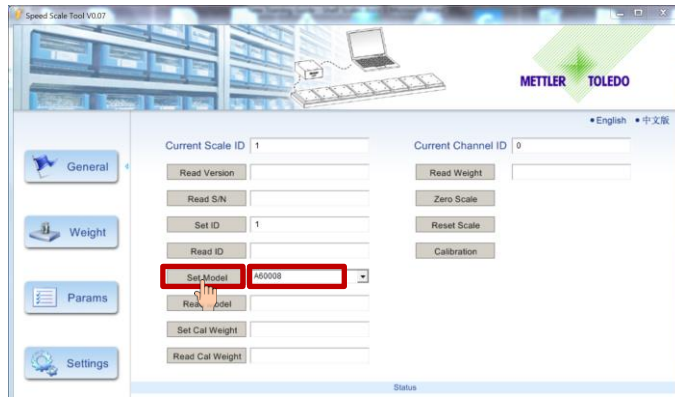 Speed Scale Tool V0.07
METTLER TOLEDO
•English •中文版
Current Scale ID 1
Current Channel ID 0
General
Read Version
Read Weight
Read S/N
Zero Scale
Weight
Set ID 1
Reset Scale
Read ID
Calibration
Set Model A60008
Params
Read Model
Set Cal Weight
Settings
Read Cal Weight
Status